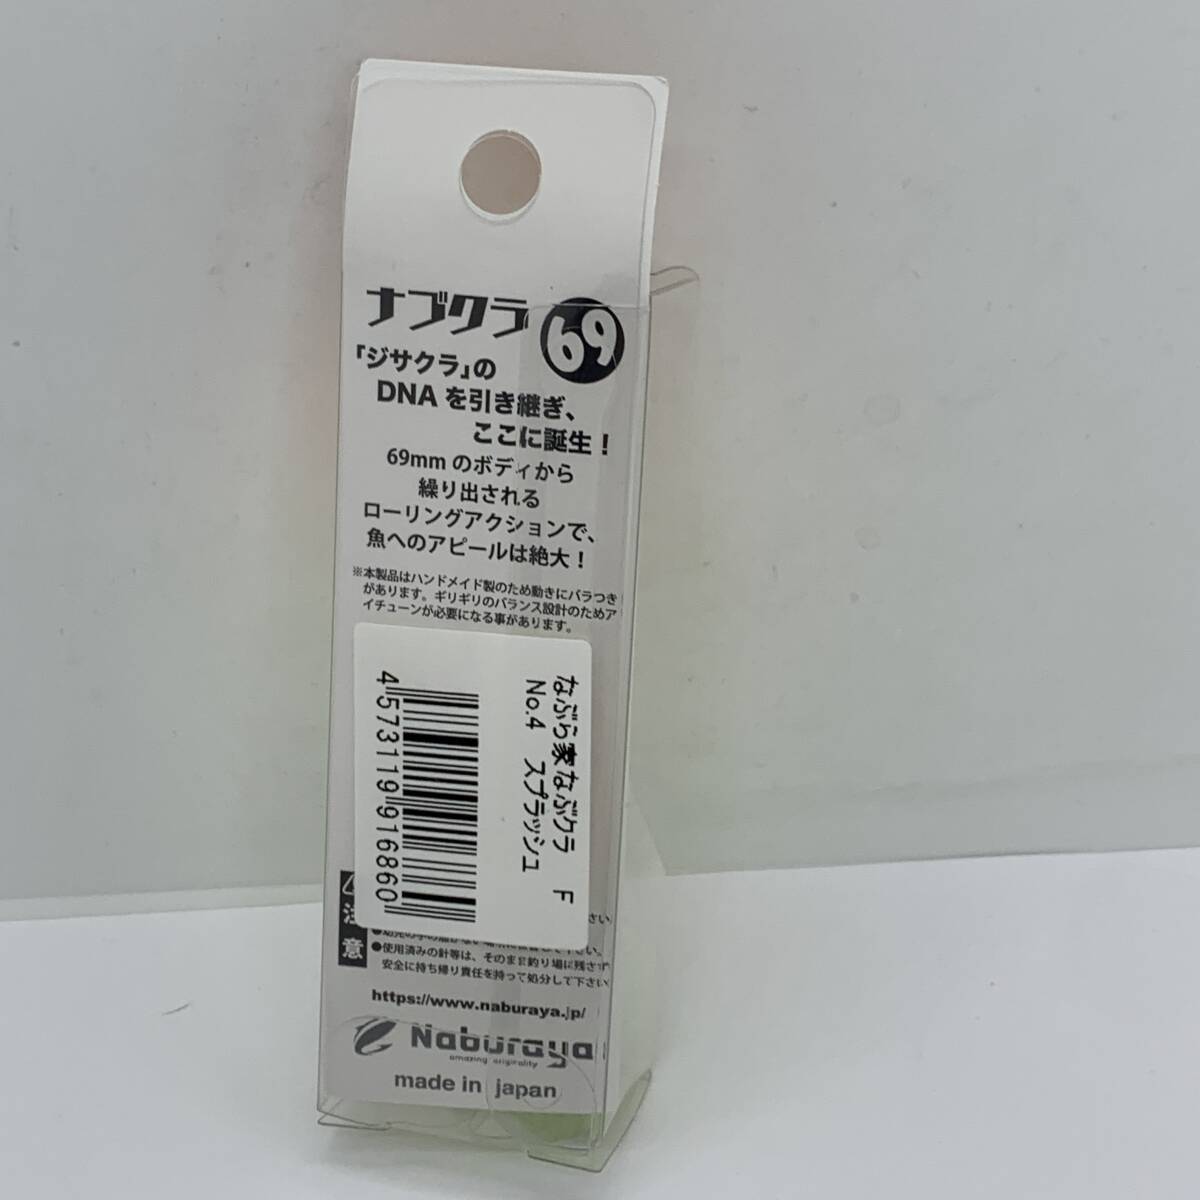 ナブクラ 69
「ジサクラ」の
DNAを引き継ぎ、
ここに誕生！
69mmのボディから
繰り出される
ローリングアクションで、
魚へのアピールは絶大！
※本製品はハンドメイド製のため動きにバラつき
があります。ギリギリのバランス設計のためア
イチューンが必要になる事があります。
なぶら家なぶクラ F
No.4 スプラッシュ
4573119916860
注意
さい。
●使用済みの針等は、そのまま釣り場に残さず
安全に持ち帰り責任を持って処分して下さい
https://www.naburaya.jp/
Naburaya
amazing originality
made in japan